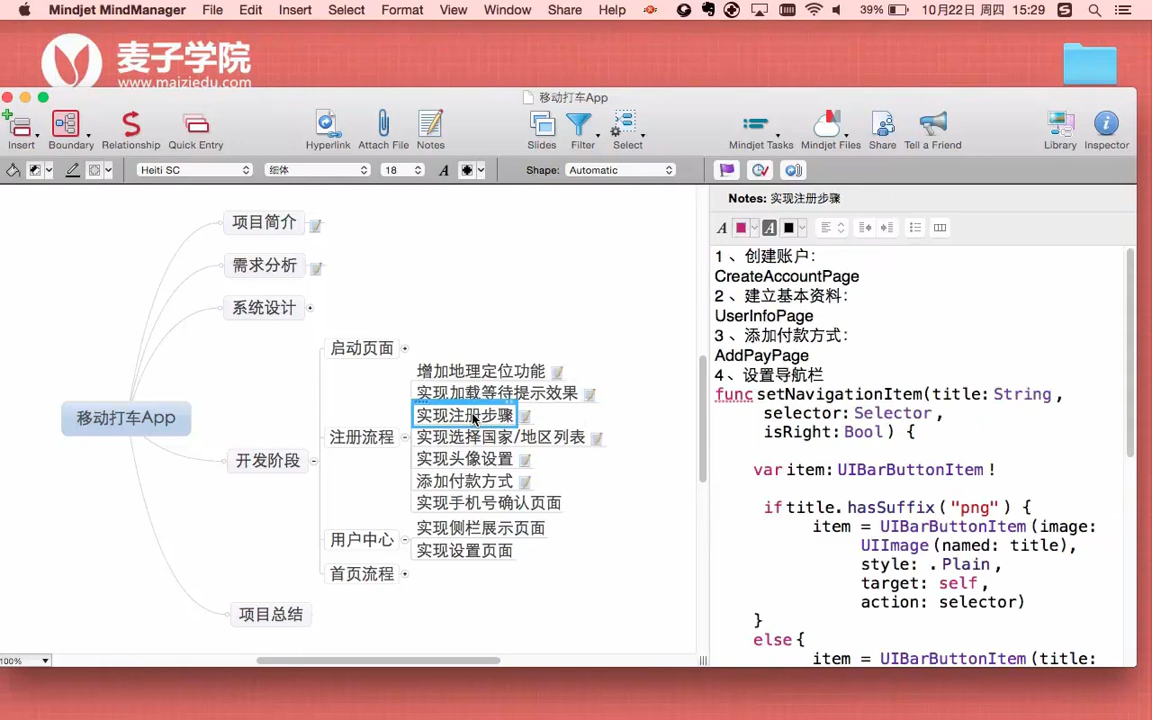 Mindjet MindManager File Edit Insert Select Format View Window Share Help 39% 10月22日 周四 15:29
麦子学院
www.maiziedu.com
移动打车App
Insert Boundary Relationship Quick Entry Hyperlink Attach File Notes Slides Filter Select Mindjet Tasks Mindjet Files Share Tell a Friend Library Inspector
Heiti SC 细体 18 Shape: Automatic
Notes: 实现注册步骤
项目简介
需求分析
系统设计
启动页面
增加地理定位功能
实现加载等待提示效果
实现注册步骤
移动打车App
注册流程
实现选择国家/地区列表
开发阶段
实现头像设置
添加付款方式
实现手机号确认页面
用户中心
实现侧栏展示页面
实现设置页面
首页流程
项目总结
1、创建账户:
CreateAccountPage
2、建立基本资料:
UserInfoPage
3、添加付款方式:
AddPayPage
4、设置导航栏
func setNavigationItem(title:String,
selector:Selector,
isRight:Bool) {
var item:UIBarButtonItem!
if title.hasSuffix("png") {
item = UIBarButtonItem(image:
UIImage(named: title),
style: .Plain,
target: self,
action: selector)
}
else{
item = UIBarButtonItem(title:
100%